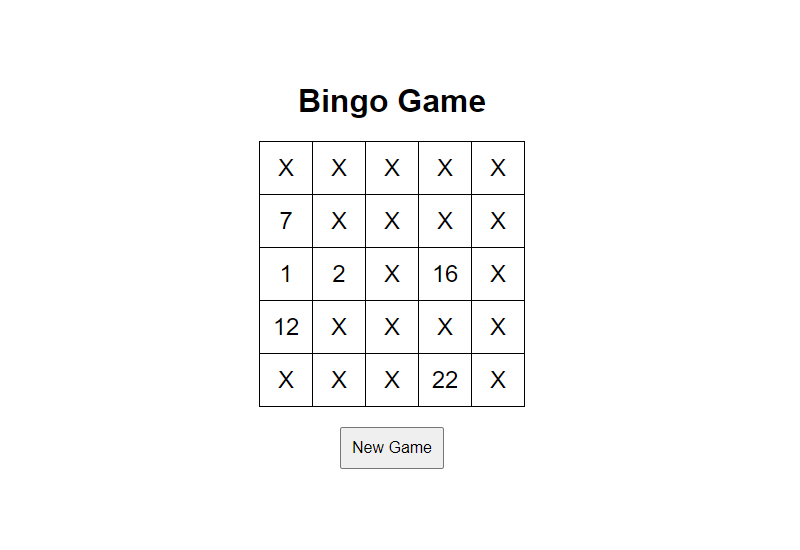 Bingo Game
X X X X X
7 X X X X
1 2 X 16 X
12 X X X X
X X X 22 X
New Game